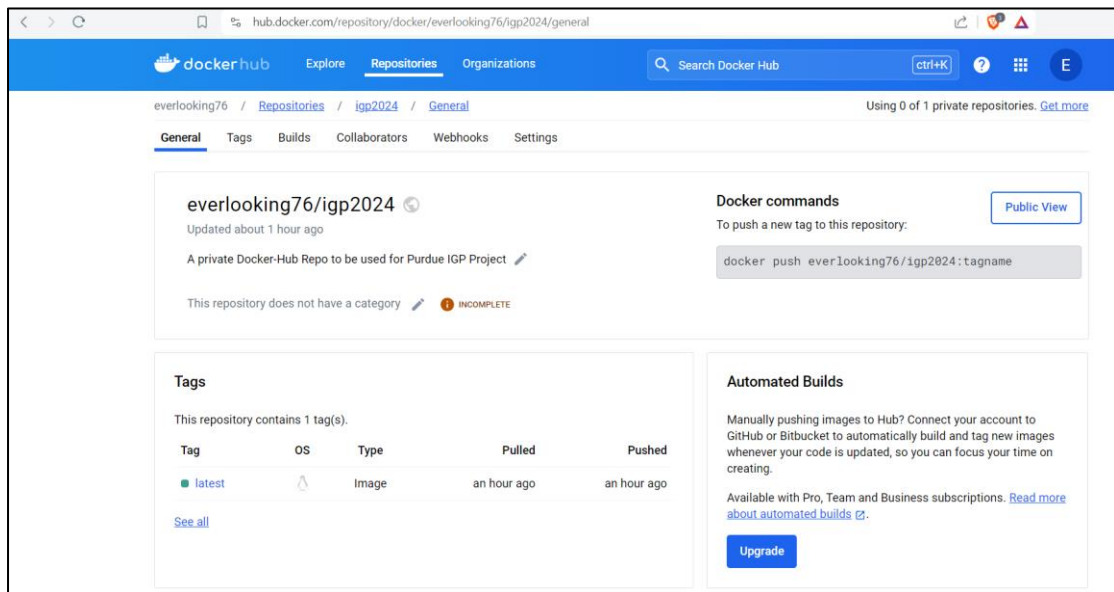 hub.docker.com/repository/docker/everlooking76/igp2024/general
dockerhub Explore Repositories Organizations Search Docker Hub ctrl+K ? E
everlooking76 / Repositories / igp2024 / General Using 0 of 1 private repositories. Get more
General Tags Builds Collaborators Webhooks Settings
everlooking76/igp2024
Updated about 1 hour ago
A private Docker-Hub Repo to be used for Purdue IGP Project
This repository does not have a category INCOMPLETE
Docker commands
Public View
To push a new tag to this repository:
docker push everlooking76/igp2024:tagname
Tags
This repository contains 1 tag(s).
Tag OS Type Pulled Pushed
latest Image an hour ago an hour ago
See all
Automated Builds
Manually pushing images to Hub? Connect your account to
GitHub or Bitbucket to automatically build and tag new images
whenever your code is updated, so you can focus your time on
creating.
Available with Pro, Team and Business subscriptions. Read more
about automated builds.
Upgrade